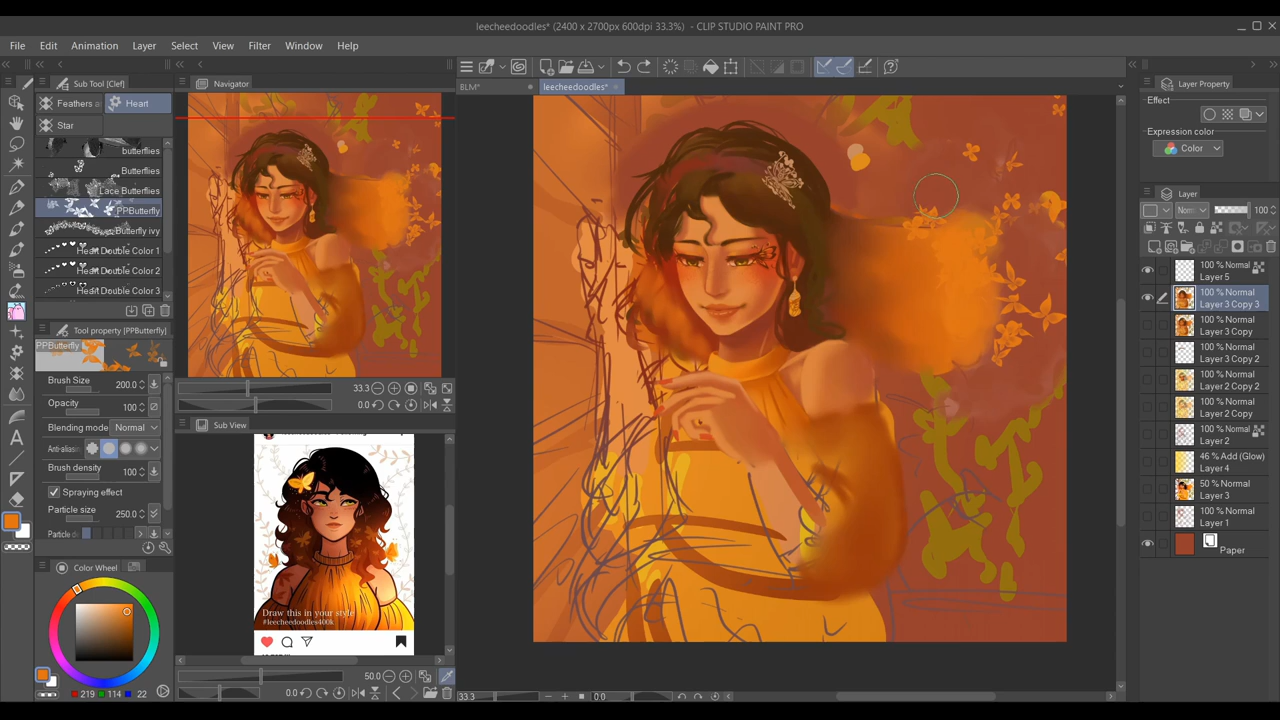 leecheedoodles* (2400 x 2700px 600dpi 33.3%) - CLIP STUDIO PAINT PRO
File Edit Animation Layer Select View Filter Window Help
Sub Tool [Clef]
Feathers
Heart
Star
butterflies
Butterflies
Lace Butterflies
PPButterfly
Butterfly ivy
Heart Double Color 1
Heart Double Color 2
Heart Double Color 3
Tool property [PPButterfly]
PPButterfly
Brush Size 200.0
Opacity 100
Blending mode Normal
Anti-alias
Brush density 100
Spraying effect
Particle size 250.0
Color Wheel
219 114 22
Navigator
33.3
0.0
Sub View
Draw this in your style
#leecheedoodles400k
50.0
0.0
BLM*
leecheedoodles*
33.3
0.0
Layer Property
Effect
Expression color
Color
Layer
100
100 % Normal
Layer 5
100 % Normal
Layer 3 Copy 3
100 % Normal
Layer 3 Copy
100 % Normal
Layer 3 Copy 2
100 % Normal
Layer 2 Copy 2
100 % Normal
Layer 2 Copy
100 % Normal
Layer 2
46 % Add (Glow)
Layer 4
50 % Normal
Layer 3
100 % Normal
Layer 1
Paper